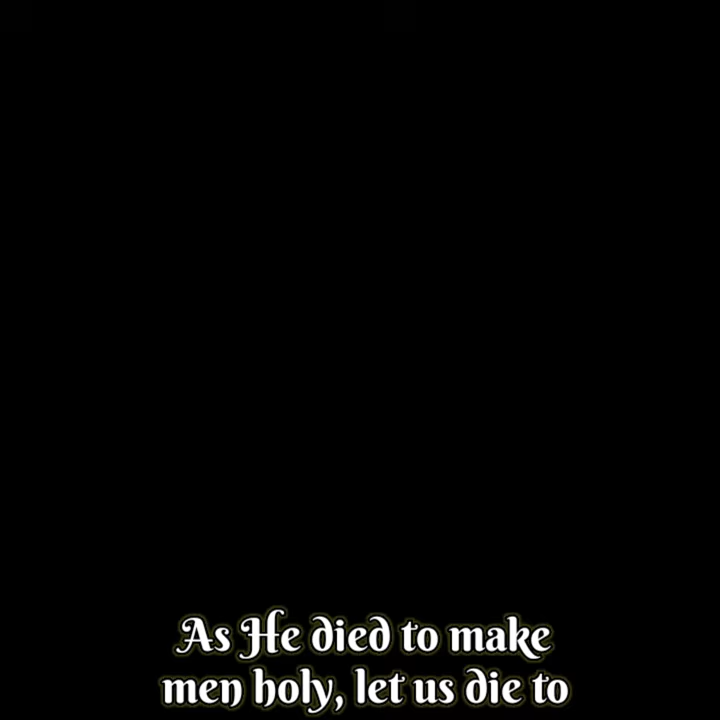 As He died to make
men holy, let us die to